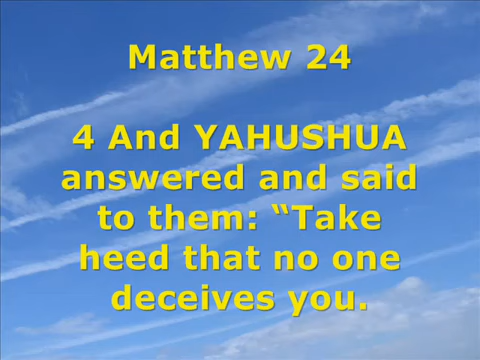 Matthew 24
4 And YAHUSHUA
answered and said
to them: “Take
heed that no one
deceives you.